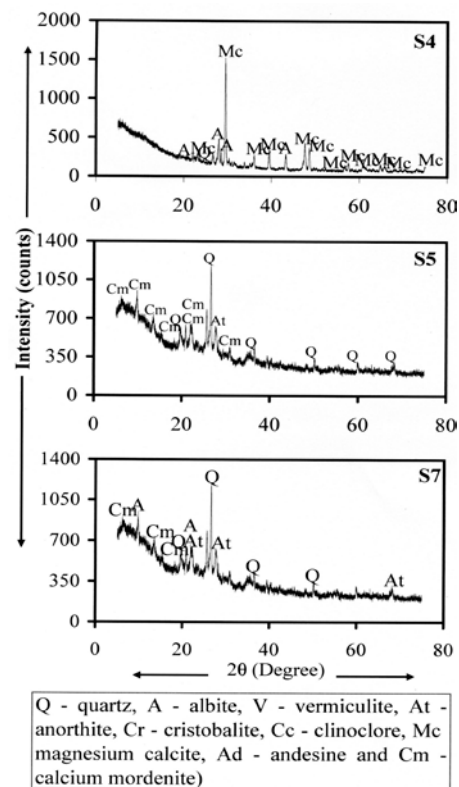 S4
2000
1500
1000
500
0
Mc
A Mc Q A A Mc Mc A Mc Mc Mc Mc Mc Mc Mc Mc
0 20 40 60 80
S5
1400
1050
700
350
0
Cm Cm Cm Cm Q Cm Cm Q At Cm Q Q Q Q
0 20 40 60 80
S7
1400
1050
700
350
0
Cm A Cm Cm Q A At Q At Q Q At
0 20 40 60 80
Intensity (counts)
2θ (Degree)
Q - quartz, A - albite, V - vermiculite, At -
anorthite, Cr - cristobalite, Cc - clinoclore, Mc
magnesium calcite, Ad - andesine and Cm
- calcium mordenite)